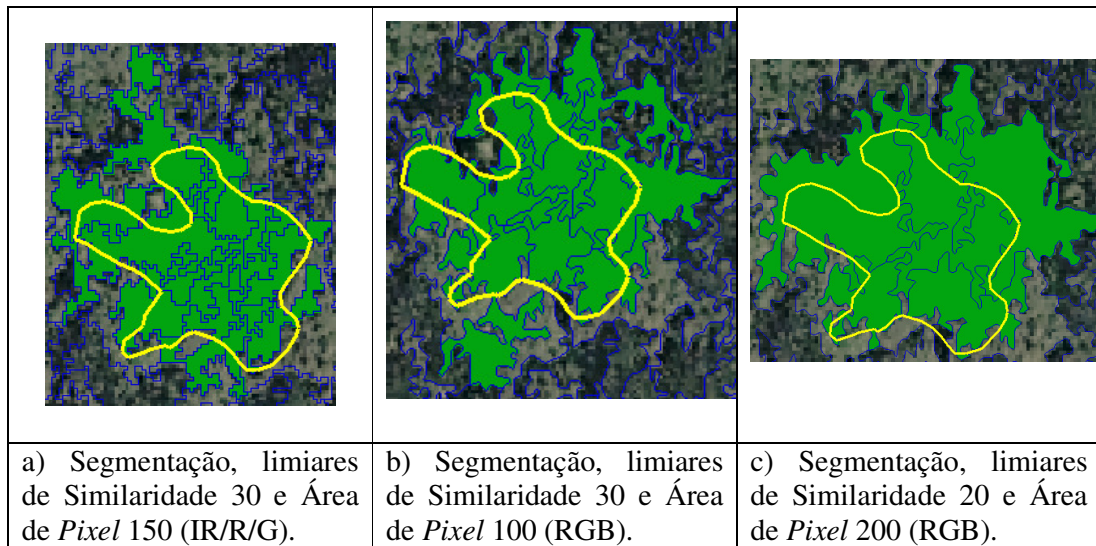 a) Segmentação, limiares
de Similaridade 30 e Área
de Pixel 150 (IR/R/G).
b) Segmentação, limiares
de Similaridade 30 e Área
de Pixel 100 (RGB).
c) Segmentação, limiares
de Similaridade 20 e Área
de Pixel 200 (RGB).